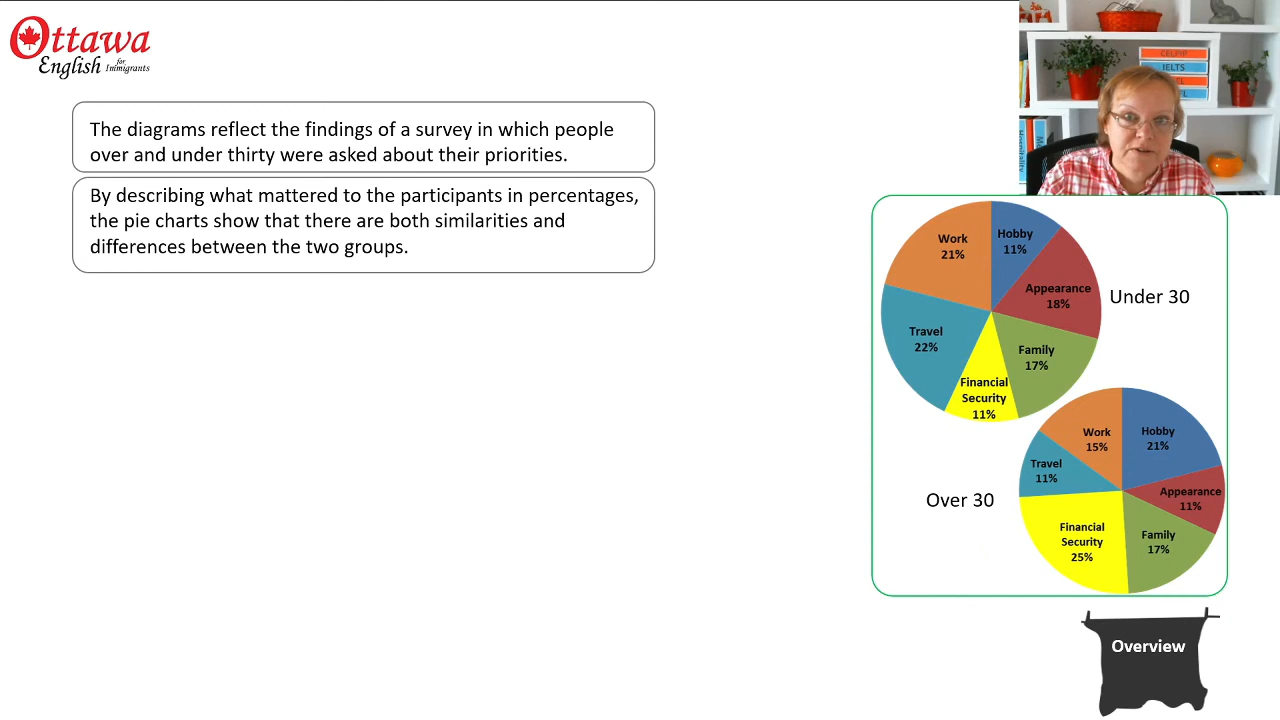 Ottawa
English for Immigrants
The diagrams reflect the findings of a survey in which people
over and under thirty were asked about their priorities.
By describing what mattered to the participants in percentages,
the pie charts show that there are both similarities and
differences between the two groups.
CELPIP
IELTS
Hospitality
Work
21%
Hobby
11%
Appearance
18%
Under 30
Travel
22%
Family
17%
Financial
Security
11%
Work
15%
Hobby
21%
Travel
11%
Appearance
11%
Over 30
Financial
Security
25%
Family
17%
Overview